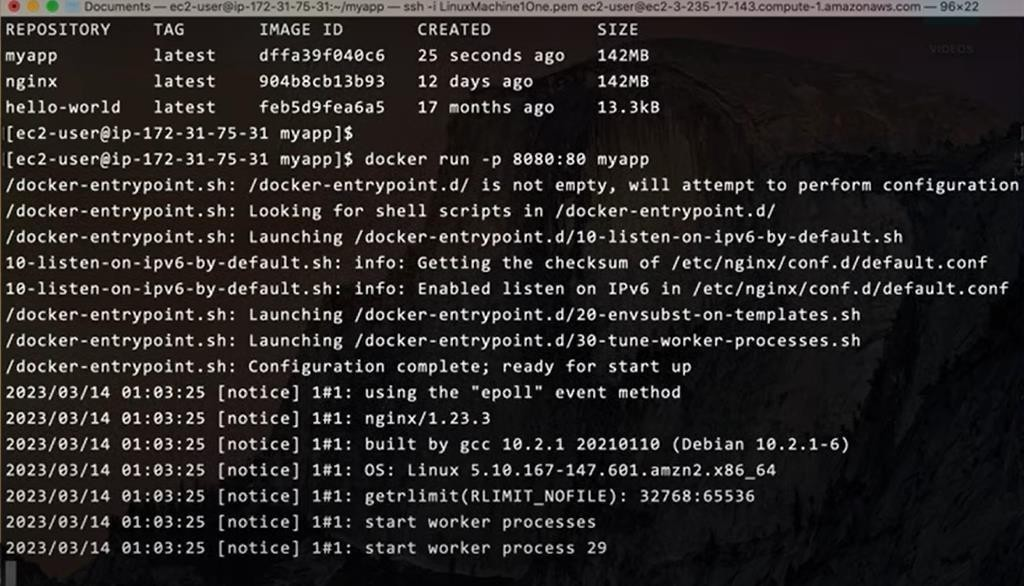 Documents — ec2-user@ip-172-31-75-31:~/myapp — ssh -i LinuxMachine1One.pem ec2-user@ec2-3-235-17-143.compute-1.amazonaws.com — 96×22
REPOSITORY TAG IMAGE ID CREATED SIZE
VIDEOS
myapp latest dffa39f040c6 25 seconds ago 142MB
nginx latest 904b8cb13b93 12 days ago 142MB
hello-world latest feb5d9fea6a5 17 months ago 13.3kB
[ec2-user@ip-172-31-75-31 myapp]$
[ec2-user@ip-172-31-75-31 myapp]$ docker run -p 8080:80 myapp
/docker-entrypoint.sh: /docker-entrypoint.d/ is not empty, will attempt to perform configuration
/docker-entrypoint.sh: Looking for shell scripts in /docker-entrypoint.d/
/docker-entrypoint.sh: Launching /docker-entrypoint.d/10-listen-on-ipv6-by-default.sh
10-listen-on-ipv6-by-default.sh: info: Getting the checksum of /etc/nginx/conf.d/default.conf
10-listen-on-ipv6-by-default.sh: info: Enabled listen on IPv6 in /etc/nginx/conf.d/default.conf
/docker-entrypoint.sh: Launching /docker-entrypoint.d/20-envsubst-on-templates.sh
/docker-entrypoint.sh: Launching /docker-entrypoint.d/30-tune-worker-processes.sh
/docker-entrypoint.sh: Configuration complete; ready for start up
2023/03/14 01:03:25 [notice] 1#1: using the "epoll" event method
2023/03/14 01:03:25 [notice] 1#1: nginx/1.23.3
2023/03/14 01:03:25 [notice] 1#1: built by gcc 10.2.1 20210110 (Debian 10.2.1-6)
2023/03/14 01:03:25 [notice] 1#1: OS: Linux 5.10.167-147.601.amzn2.x86_64
2023/03/14 01:03:25 [notice] 1#1: getrlimit(RLIMIT_NOFILE): 32768:65536
2023/03/14 01:03:25 [notice] 1#1: start worker processes
2023/03/14 01:03:25 [notice] 1#1: start worker process 29